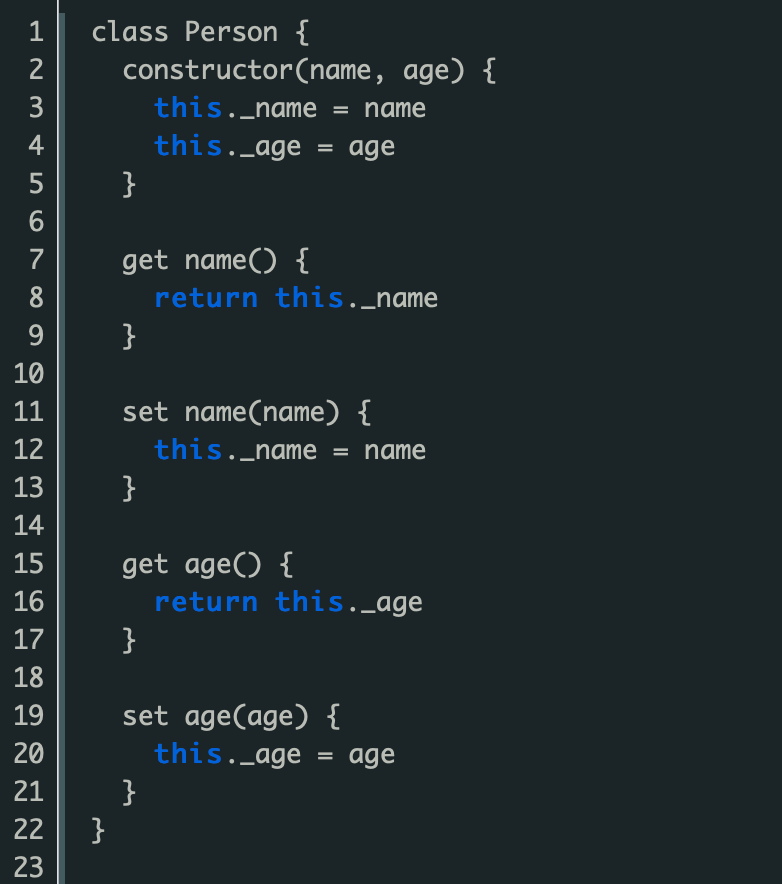 1 class Person {
2   constructor(name, age) {
3     this._name = name
4     this._age = age
5   }
6
7   get name() {
8     return this._name
9   }
10
11   set name(name) {
12     this._name = name
13   }
14
15   get age() {
16     return this._age
17   }
18
19   set age(age) {
20     this._age = age
21   }
22 }
23